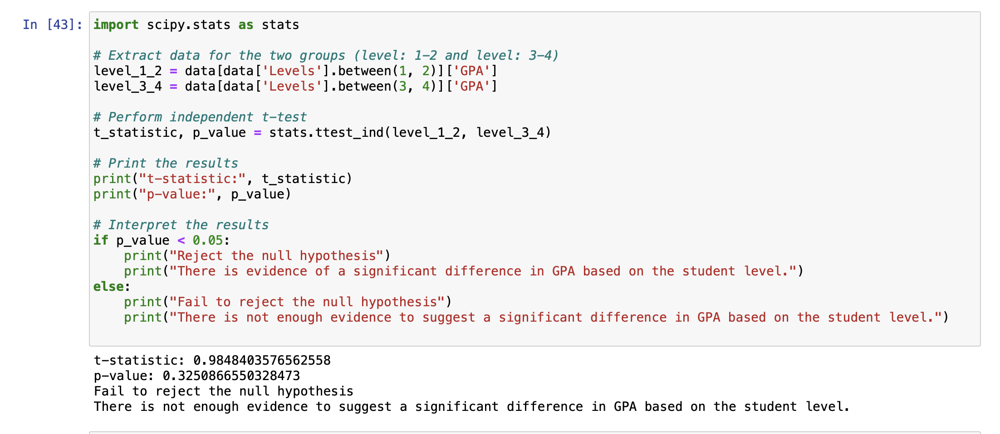 In [43]:
import scipy.stats as stats
# Extract data for the two groups (level: 1-2 and level: 3-4)
level_1_2 = data[data['Levels'].between(1, 2)]['GPA']
level_3_4 = data[data['Levels'].between(3, 4)]['GPA']
# Perform independent t-test
t_statistic, p_value = stats.ttest_ind(level_1_2, level_3_4)
# Print the results
print("t-statistic:", t_statistic)
print("p-value:", p_value)
# Interpret the results
if p_value < 0.05:
    print("Reject the null hypothesis")
    print("There is evidence of a significant difference in GPA based on the student level.")
else:
    print("Fail to reject the null hypothesis")
    print("There is not enough evidence to suggest a significant difference in GPA based on the student level.")
t-statistic: 0.9848403576562558
p-value: 0.3250866550328473
Fail to reject the null hypothesis
There is not enough evidence to suggest a significant difference in GPA based on the student level.